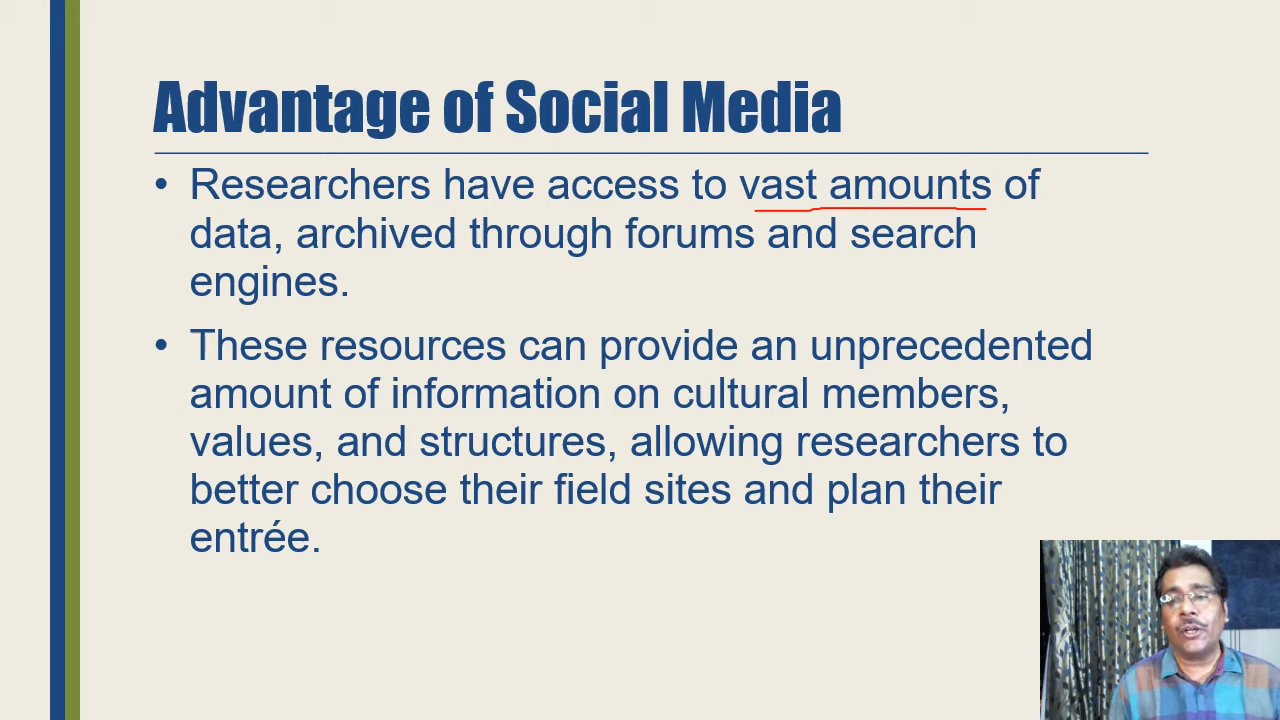 Advantage of Social Media
• Researchers have access to vast amounts of
data, archived through forums and search
engines.
• These resources can provide an unprecedented
amount of information on cultural members,
values, and structures, allowing researchers to
better choose their field sites and plan their
entrée.